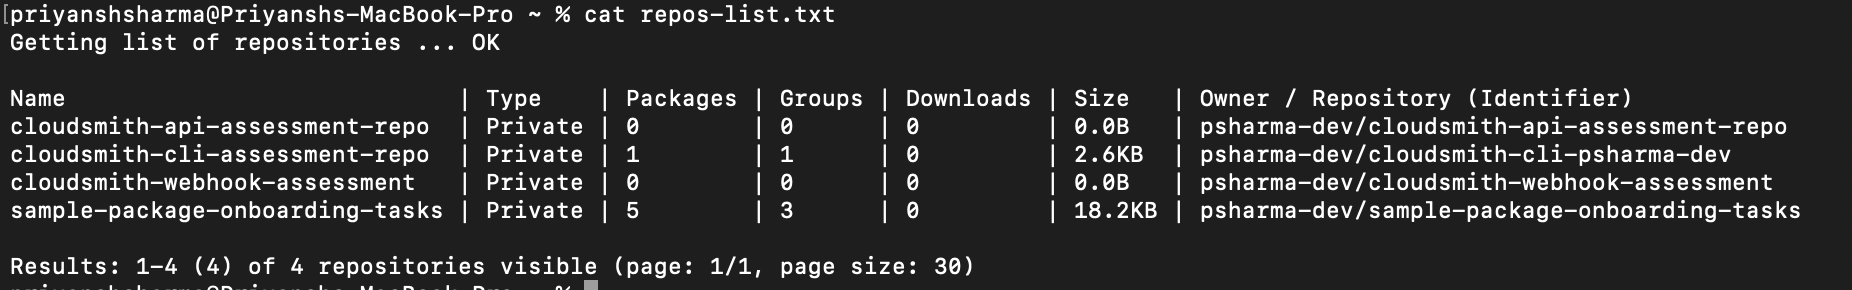 [priyanshsharma@Priyanshs-MacBook-Pro ~ % cat repos-list.txt
Getting list of repositories ... OK
Name | Type | Packages | Groups | Downloads | Size | Owner / Repository (Identifier)
cloudsmith-api-assessment-repo | Private | 0 | 0 | 0 | 0.0B | psharma-dev/cloudsmith-api-assessment-repo
cloudsmith-cli-assessment-repo | Private | 1 | 1 | 0 | 2.6KB | psharma-dev/cloudsmith-cli-psharma-dev
cloudsmith-webhook-assessment | Private | 0 | 0 | 0 | 0.0B | psharma-dev/cloudsmith-webhook-assessment
sample-package-onboarding-tasks | Private | 5 | 3 | 0 | 18.2KB | psharma-dev/sample-package-onboarding-tasks
Results: 1-4 (4) of 4 repositories visible (page: 1/1, page size: 30)
priyanshsharma@Priyanshs-MacBook-Pro ~ %